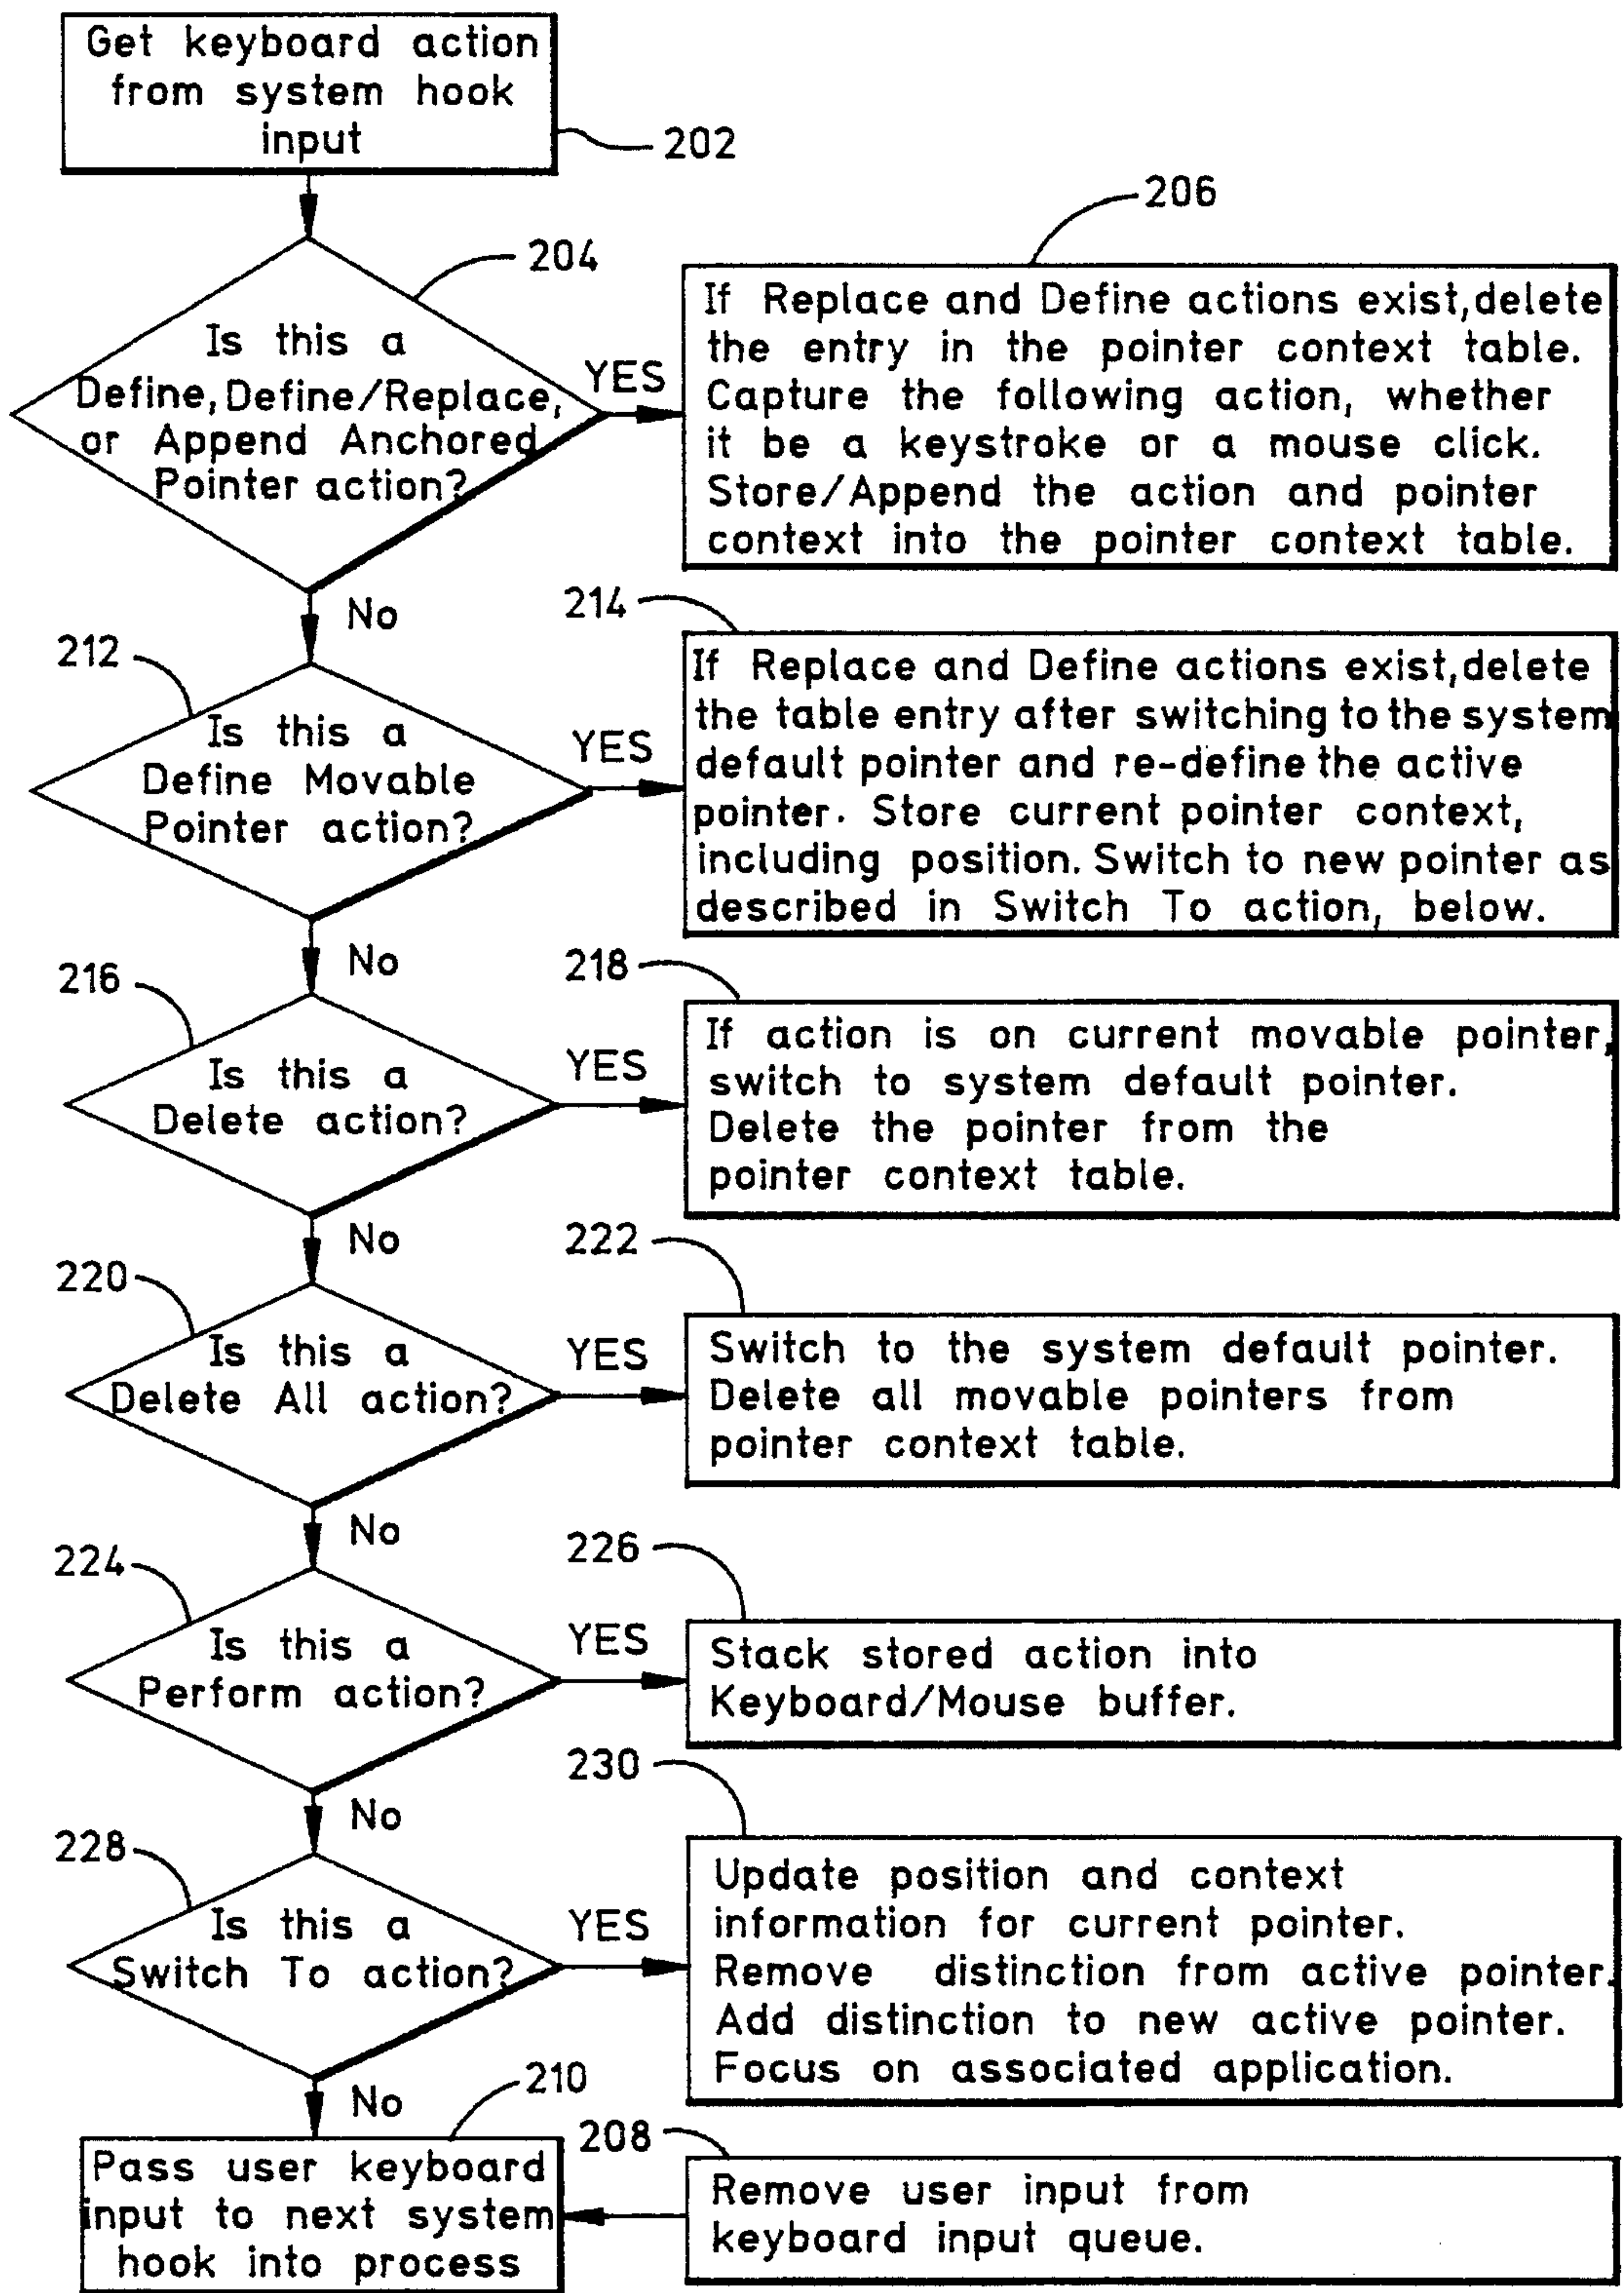 Get keyboard action
from system hook
input
202
204
206
Is this a
Define, Define/Replace,
or Append Anchored
Pointer action?
YES
If Replace and Define actions exist, delete
the entry in the pointer context table.
Capture the following action, whether
it be a keystroke or a mouse click.
Store/Append the action and pointer
context into the pointer context table.
No
212
214
Is this a
Define Movable
Pointer action?
YES
If Replace and Define actions exist, delete
the table entry after switching to the system
default pointer and re-define the active
pointer. Store current pointer context,
including position. Switch to new pointer as
described in Switch To action, below.
No
216
218
Is this a
Delete action?
YES
If action is on current movable pointer,
switch to system default pointer.
Delete the pointer from the
pointer context table.
No
220
222
Is this a
Delete All action?
YES
Switch to the system default pointer.
Delete all movable pointers from
pointer context table.
No
224
226
Is this a
Perform action?
YES
Stack stored action into
Keyboard/Mouse buffer.
No
228
230
Is this a
Switch To action?
YES
Update position and context
information for current pointer.
Remove distinction from active pointer.
Add distinction to new active pointer.
Focus on associated application.
No
210
208
Pass user keyboard
input to next system
hook into process
Remove user input from
keyboard input queue.